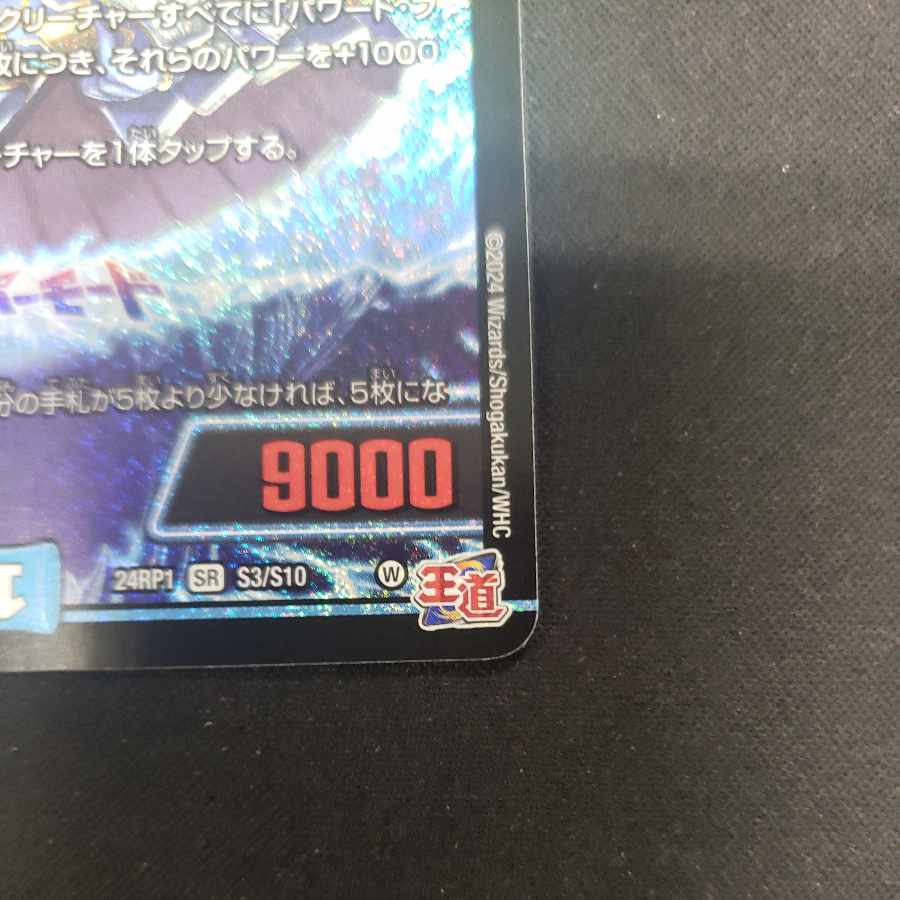 クリーチャーすべてに「パワード・ブ
枚につき、それらのパワーを+1000
ーチャーを1体タップする。
スモード
分の手札が5枚より少なければ、5枚にな
9000
24RP1 SR S3/S10 W 王道
1
©2024 Wizards/Shogakukan/WHC